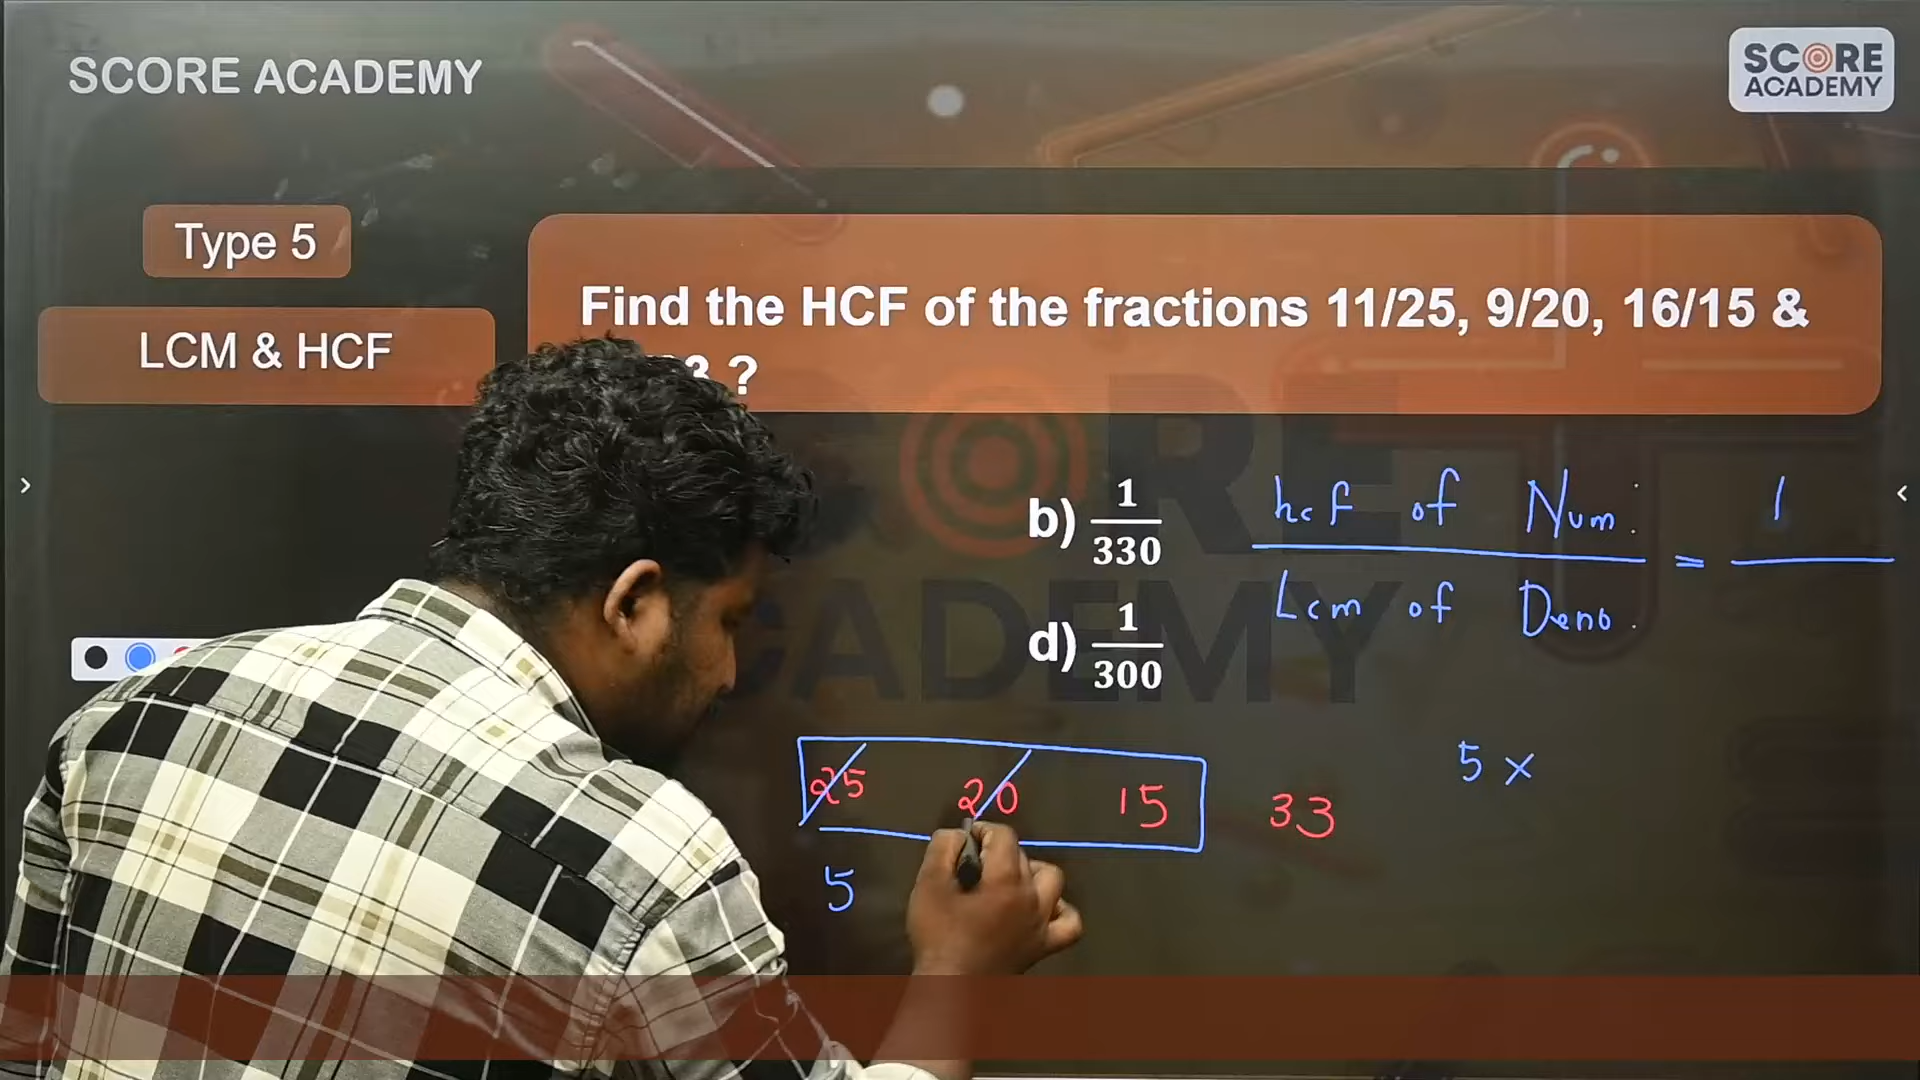 SCORE ACADEMY
SCORE
ACADEMY
Type 5
LCM & HCF
Find the HCF of the fractions 11/25, 9/20, 16/15 &
3 ?
b) 1/330
d) 1/300
hcf of Num: = 1
Lcm of Deno.
5 ×
25 20 15 33
5